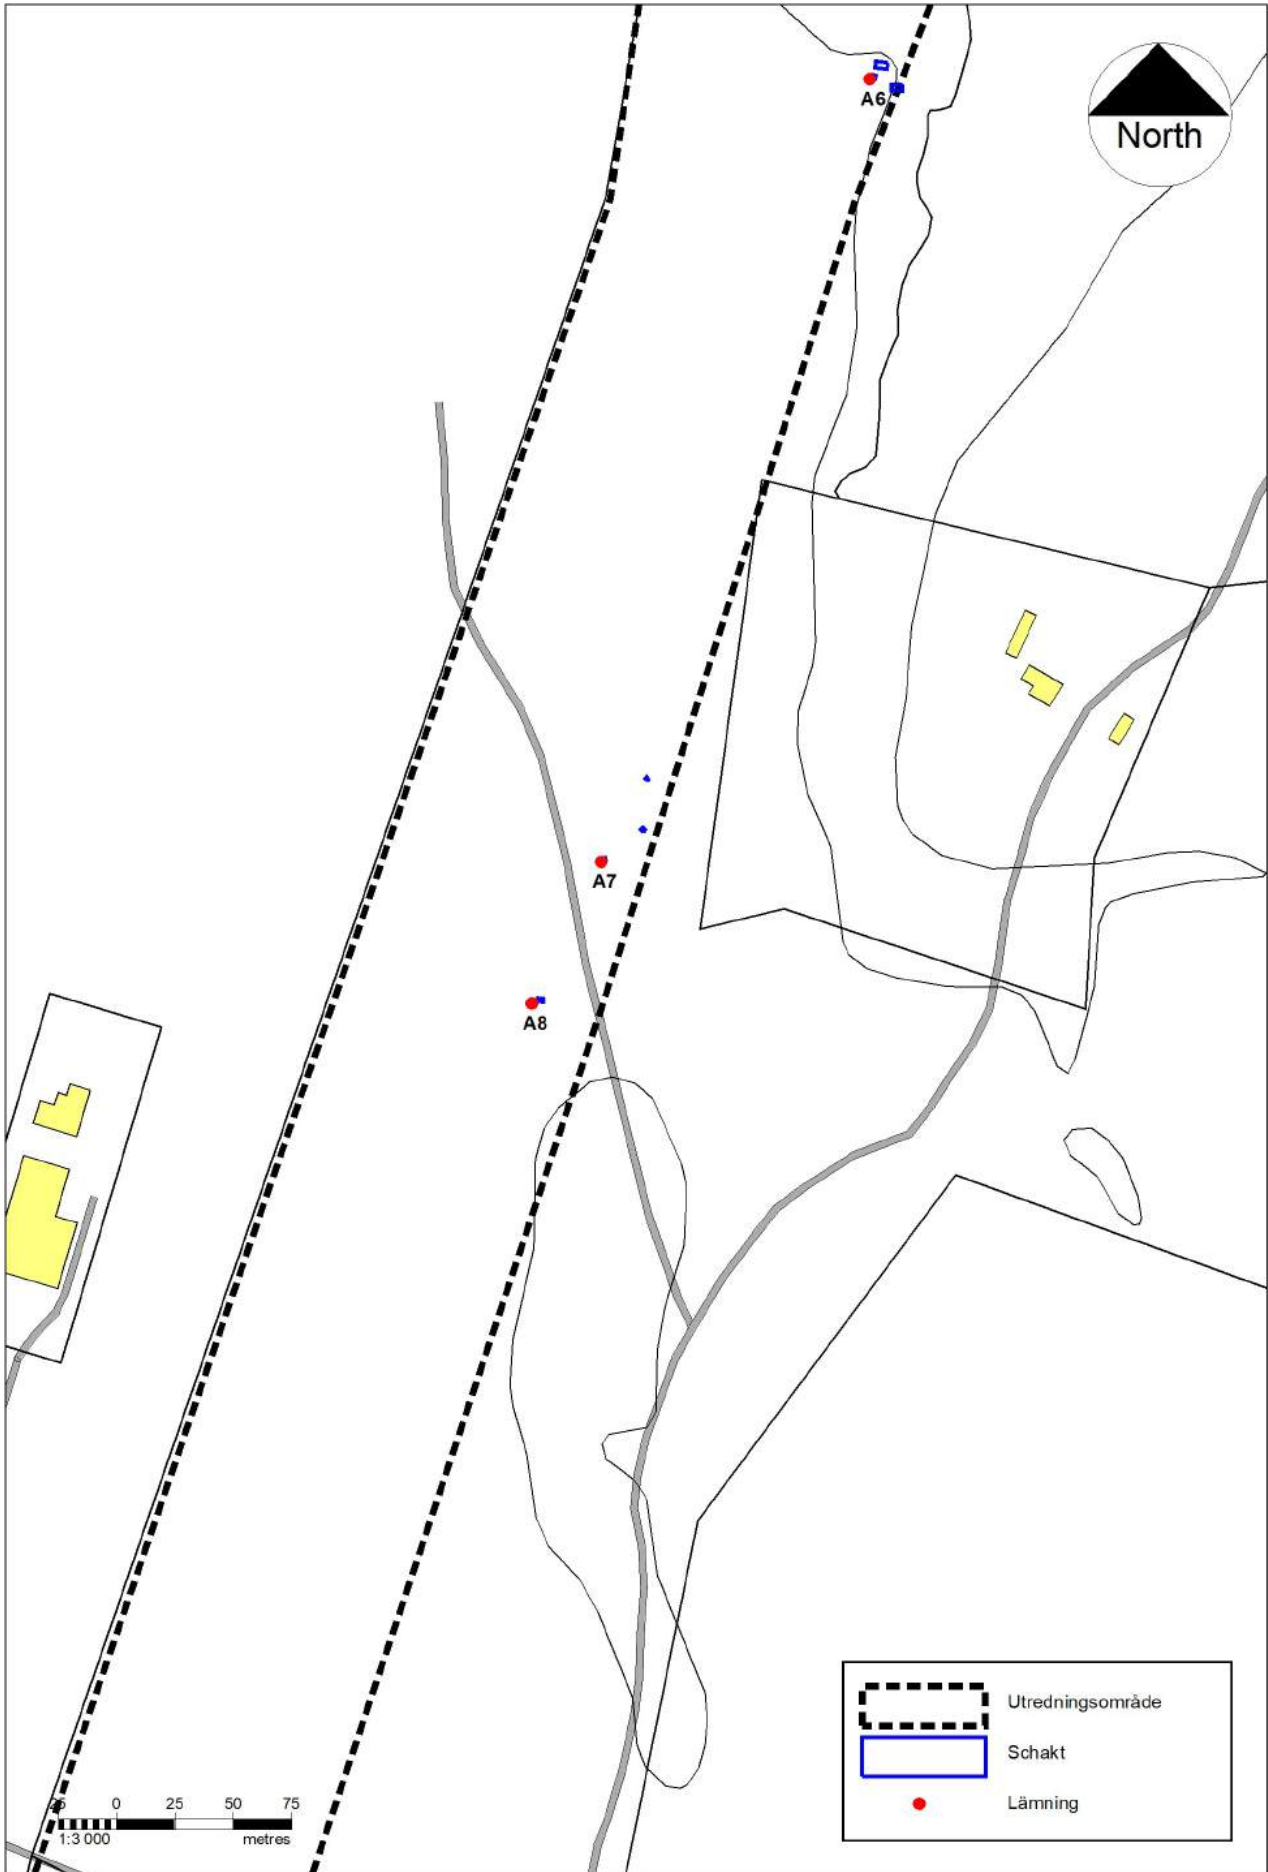 A6
North
A7
A8
Utredningsområde
Schakt
Lämning
25 0 25 50 75
1:3 000 metres